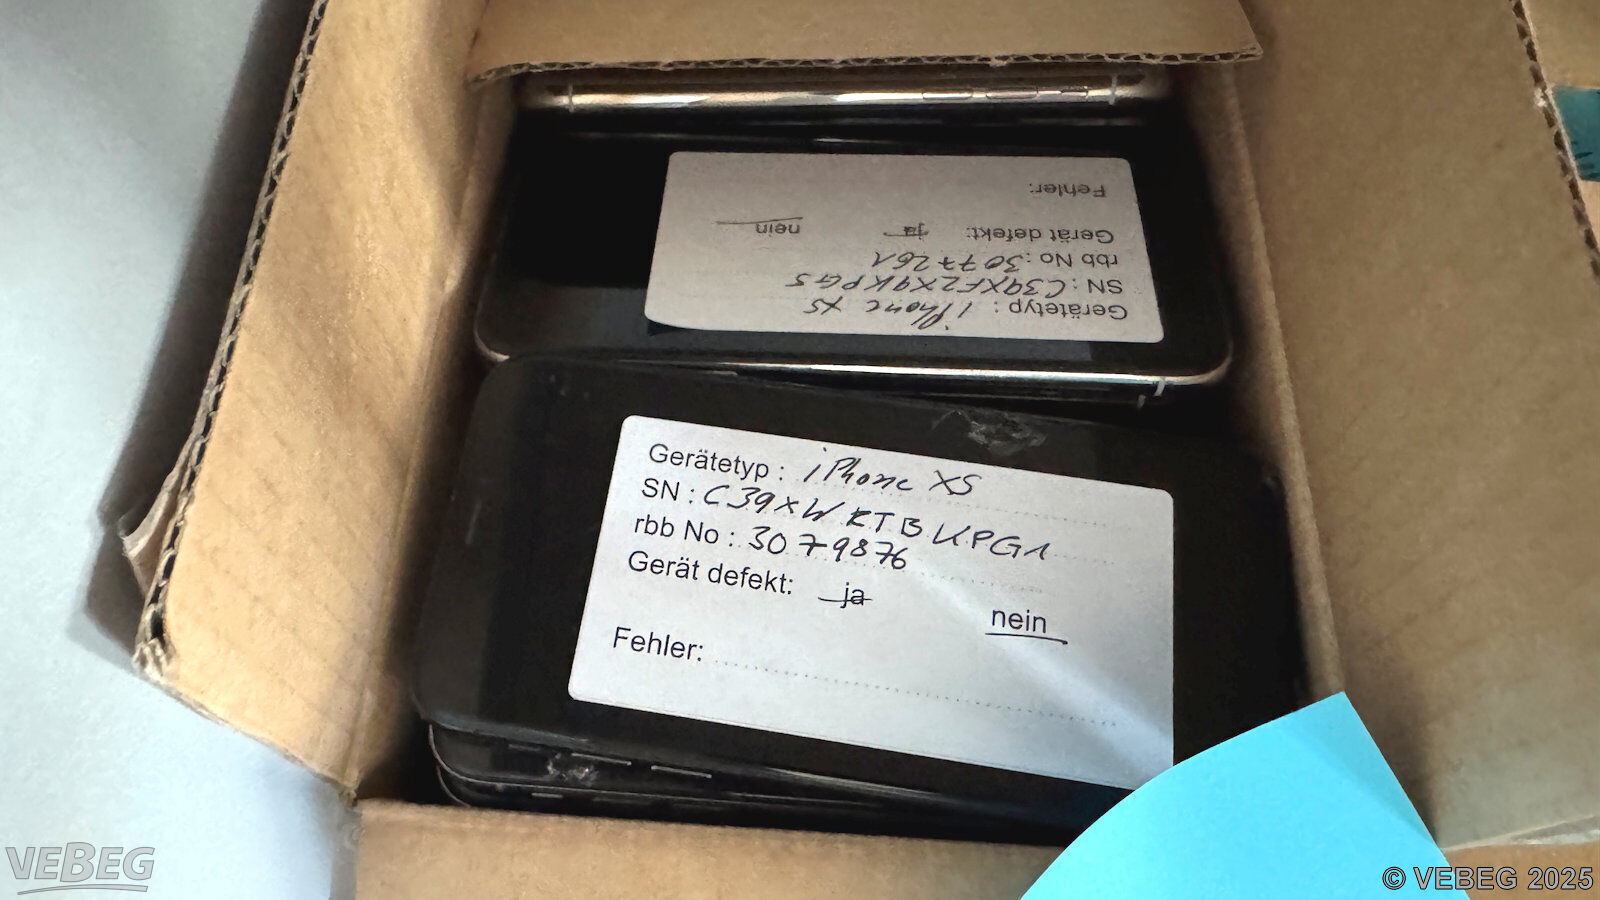 Fehler:
Gerät defekt: ja nein
rbb No: 3077261
SN: C39XF2X9KPG5
Gerätetyp: iPhone XS
Gerätetyp: iPhone XS
SN: C39XWRTBKPG1
rbb No: 3079876
Gerät defekt: ja nein
Fehler:
VEBEG
© VEBEG 2025